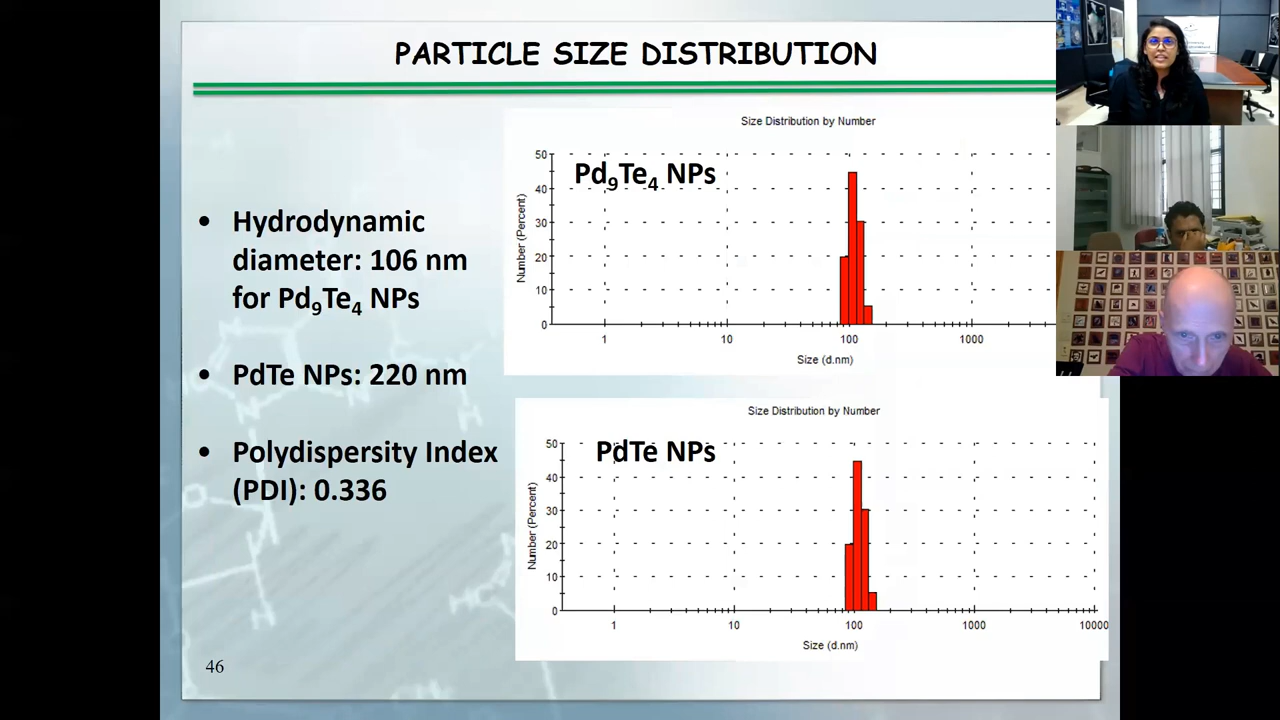 PARTICLE SIZE DISTRIBUTION
• Hydrodynamic
diameter: 106 nm
for Pd₉Te₄ NPs
• PdTe NPs: 220 nm
• Polydispersity Index
(PDI): 0.336
46
Size Distribution by Number
Pd₉Te₄ NPs
Number (Percent)
50
40
30
20
10
0
1 10 100 1000
Size (d.nm)
Size Distribution by Number
PdTe NPs
Number (Percent)
50
40
30
20
10
0
1 10 100 1000 10000
Size (d.nm)